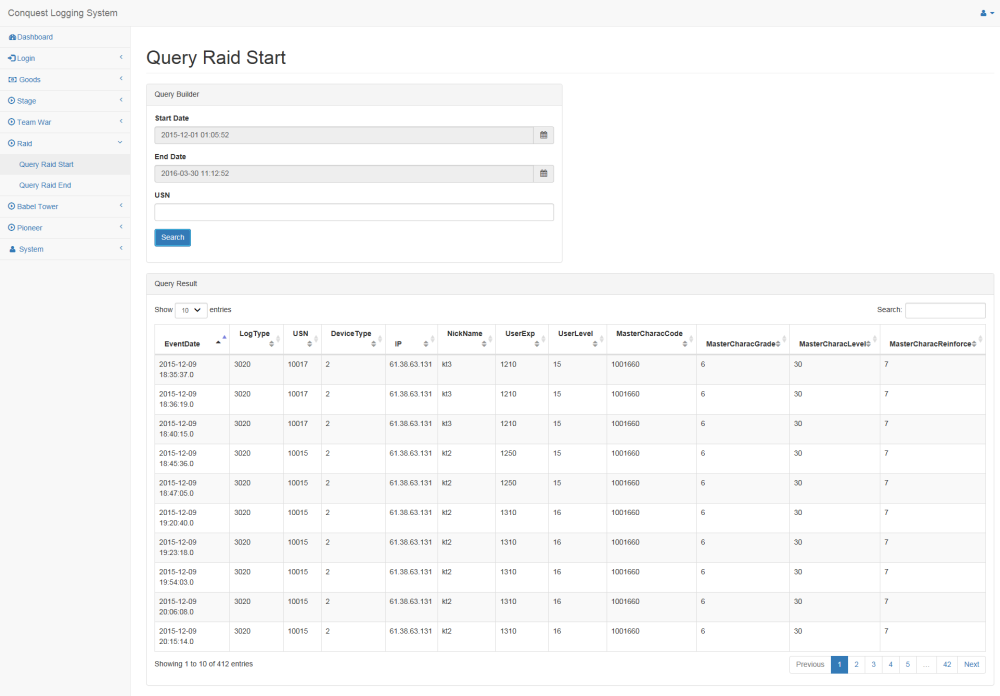 Conquest Logging System
Dashboard
Login
Goods
Stage
Team War
Raid
Query Raid Start
Query Raid End
Babel Tower
Pioneer
System
Query Raid Start
Query Builder
Start Date
2015-12-01 01:05:52
End Date
2016-03-30 11:12:52
USN
Search
Query Result
Show 10 entries Search:
EventDate LogType USN DeviceType IP NickName UserExp UserLevel MasterCharacCode MasterCharacGrade MasterCharacLevel MasterCharacReinforce
2015-12-09 3020 10017 2 61.38.63.131 kt3 1210 15 1001660 6 30 7
18:35:37.0
2015-12-09 3020 10017 2 61.38.63.131 kt3 1210 15 1001660 6 30 7
18:36:19.0
2015-12-09 3020 10017 2 61.38.63.131 kt3 1210 15 1001660 6 30 7
18:40:15.0
2015-12-09 3020 10015 2 61.38.63.131 kt2 1250 15 1001660 6 30 7
18:45:36.0
2015-12-09 3020 10015 2 61.38.63.131 kt2 1250 15 1001660 6 30 7
18:47:05.0
2015-12-09 3020 10015 2 61.38.63.131 kt2 1310 16 1001660 6 30 7
19:20:40.0
2015-12-09 3020 10015 2 61.38.63.131 kt2 1310 16 1001660 6 30 7
19:23:18.0
2015-12-09 3020 10015 2 61.38.63.131 kt2 1310 16 1001660 6 30 7
19:54:03.0
2015-12-09 3020 10015 2 61.38.63.131 kt2 1310 16 1001660 6 30 7
20:06:08.0
2015-12-09 3020 10015 2 61.38.63.131 kt2 1310 16 1001660 6 30 7
20:15:14.0
Showing 1 to 10 of 412 entries Previous 1 2 3 4 5 … 42 Next